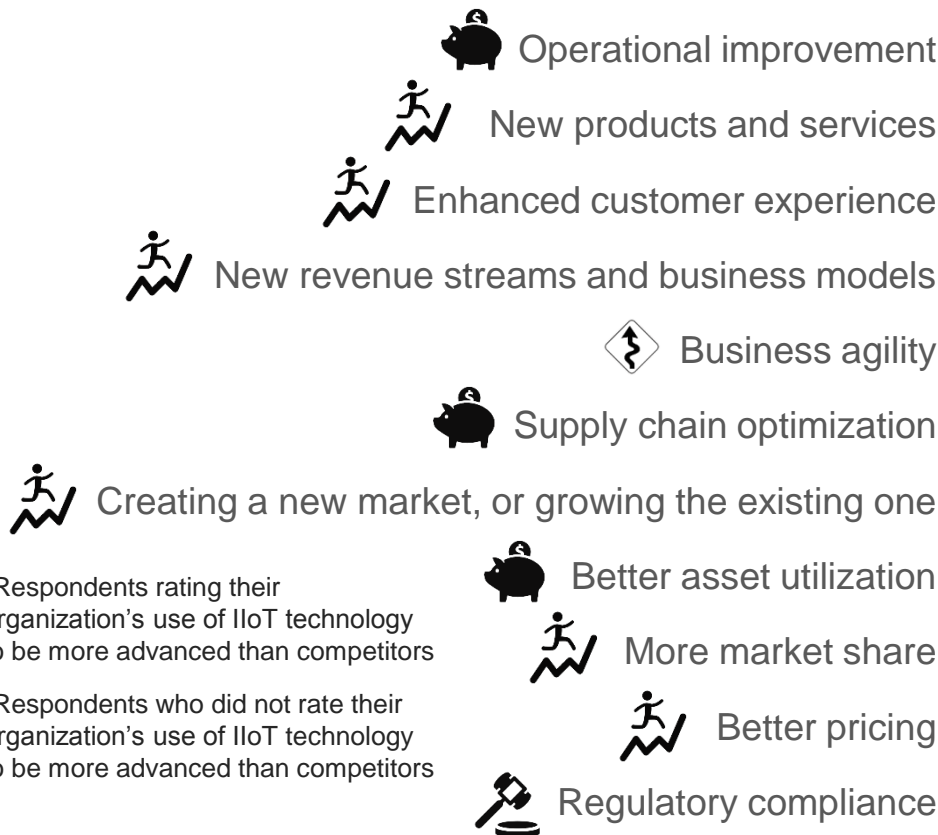 Operational improvement
New products and services
Enhanced customer experience
New revenue streams and business models
Business agility
Supply chain optimization
Creating a new market, or growing the existing one
Better asset utilization
More market share
Better pricing
Regulatory compliance
Respondents rating their
rganization’s use of IIoT technology
o be more advanced than competitors
Respondents who did not rate their
rganization’s use of IIoT technology
o be more advanced than competitors